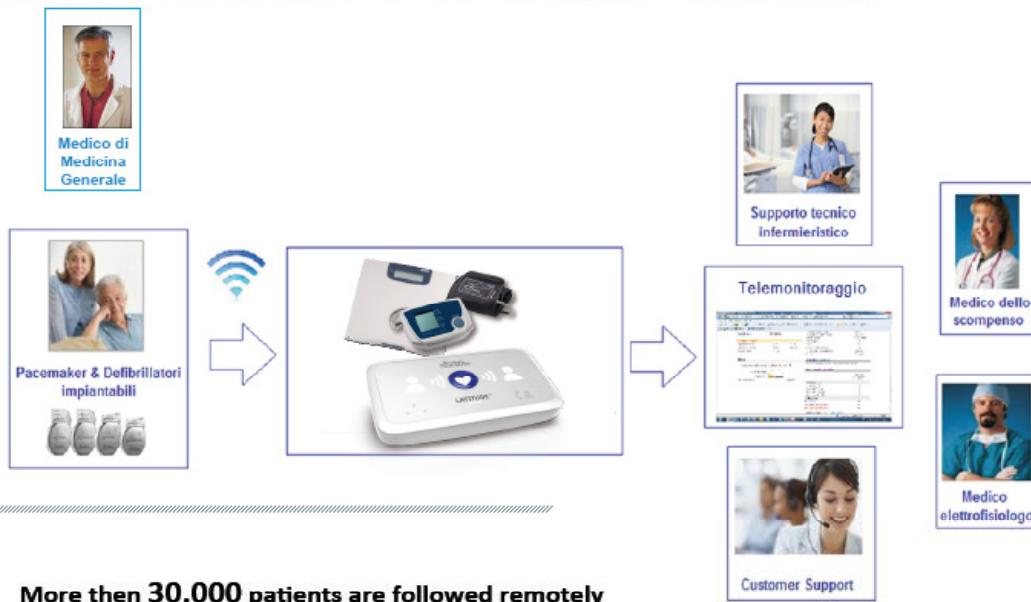 Medico di
Medicina
Generale
Supporto tecnico
infermieristico
Medico dello
scompenso
Pacemaker & Defibrillatori
impiantabili
LATITUDE
Telemonitoraggio
Medico
elettrofisiologo
Customer Support
More then 30.000 patients are followed remotely